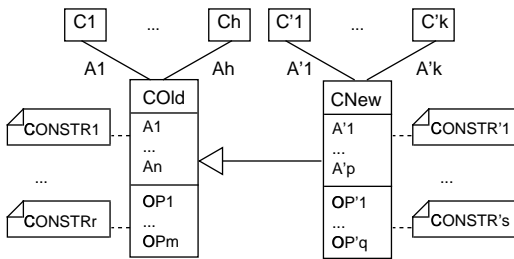 C1 ... Ch C'1 ... C'k
A1 Ah A'1 A'k
COld CNew
CONSTR1 A1 A'1 CONSTR'1
... ...
An A'p
... ...
CONSTRr OP1 OP'1 CONSTR's
... ...
OPm OP'q